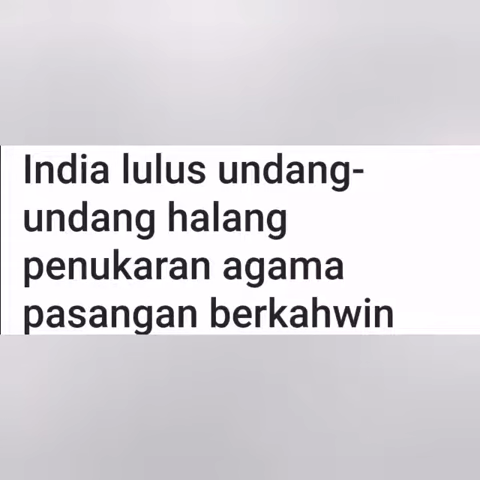 India lulus undang-
undang halang
penukaran agama
pasangan berkahwin